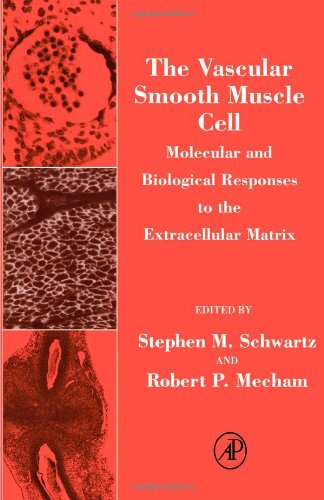 The Vascular
Smooth Muscle
Cell
Molecular and
Biological Responses
to the
Extracellular Matrix
EDITED BY
Stephen M. Schwartz
AND
Robert P. Mecham
AP